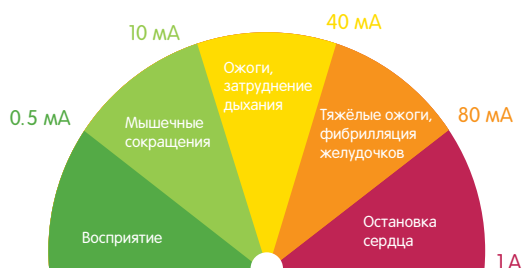 40 мА
10 мА
Ожоги,
затруднение
дыхания
0.5 мА
Мышечные
сокращения
Тяжёлые ожоги,
фибрилляция
желудочков
80 мА
Восприятие
Остановка
сердца
1 А